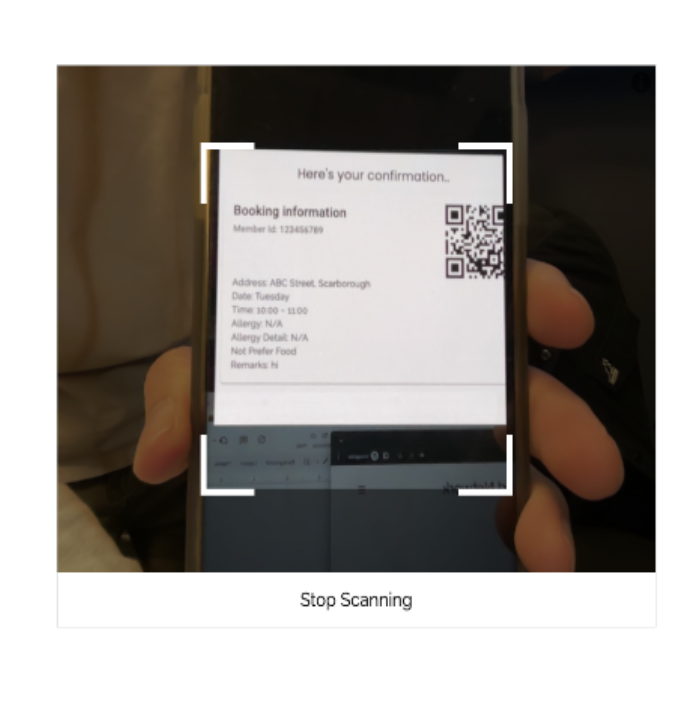 Here's your confirmation..
Booking information
Member Id: 123456789
Address: ABC Street, Scarborough
Date: Tuesday
Time: 10:00 - 11:00
Allergy: N/A
Allergy Detail: N/A
Not Prefer Food
Remarks: hi
Stop Scanning